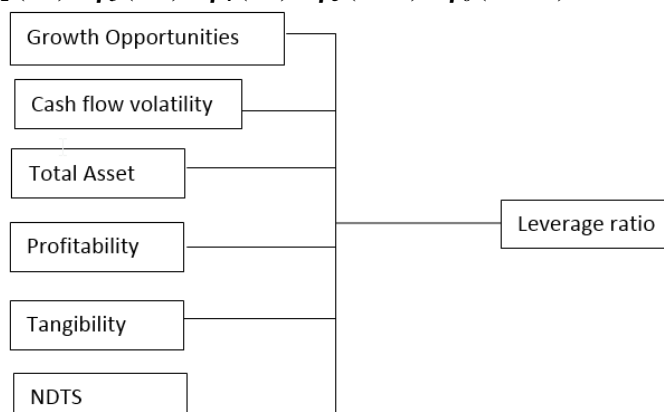 Growth Opportunities
Cash flow volatility
Total Asset
Profitability
Leverage ratio
Tangibility
NDTS